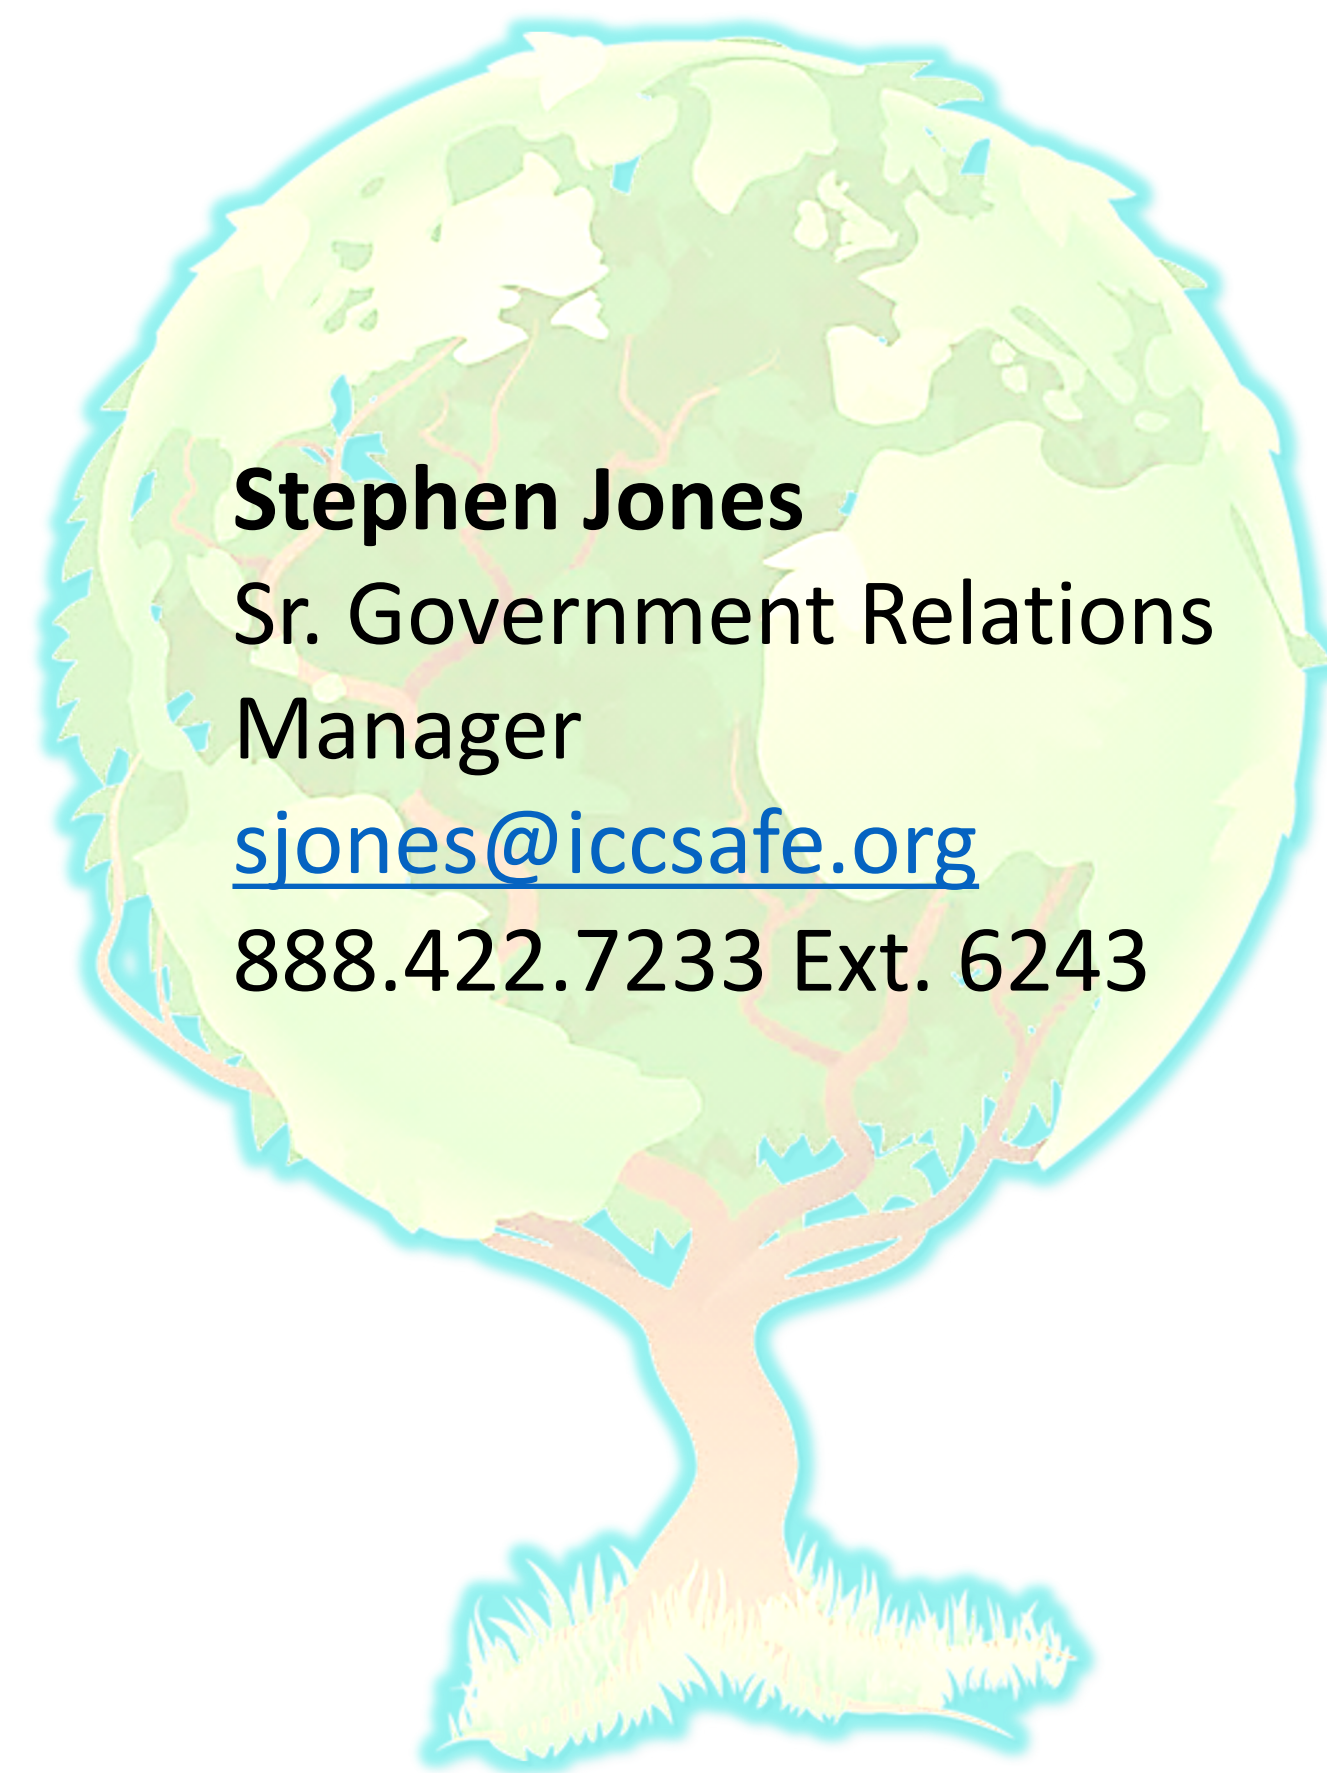 Stephen Jones
Sr. Government Relations
Manager
sjones@iccsafe.org
888.422.7233 Ext. 6243